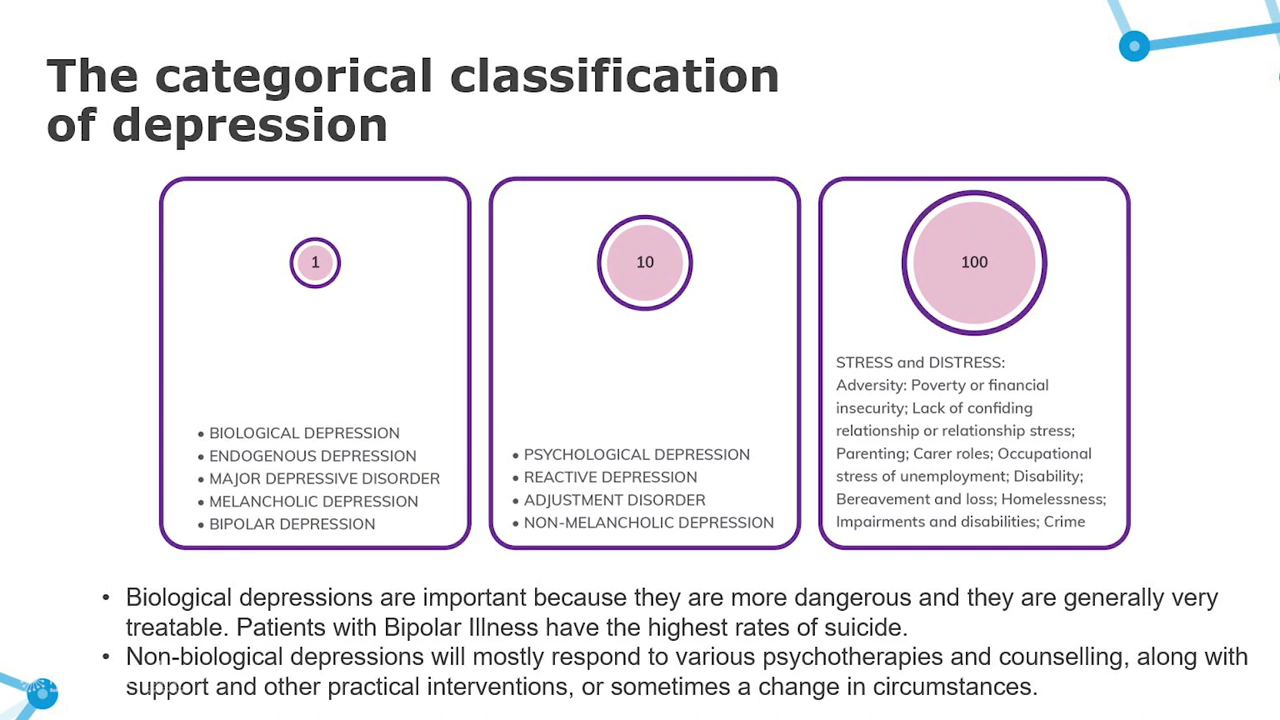 The categorical classification
of depression
1
10
100
• BIOLOGICAL DEPRESSION
• ENDOGENOUS DEPRESSION
• MAJOR DEPRESSIVE DISORDER
• MELANCHOLIC DEPRESSION
• BIPOLAR DEPRESSION
• PSYCHOLOGICAL DEPRESSION
• REACTIVE DEPRESSION
• ADJUSTMENT DISORDER
• NON-MELANCHOLIC DEPRESSION
STRESS and DISTRESS:
Adversity: Poverty or financial
insecurity; Lack of confiding
relationship or relationship stress;
Parenting; Carer roles; Occupational
stress of unemployment; Disability;
Bereavement and loss; Homelessness;
Impairments and disabilities; Crime
• Biological depressions are important because they are more dangerous and they are generally very
treatable. Patients with Bipolar Illness have the highest rates of suicide.
• Non-biological depressions will mostly respond to various psychotherapies and counselling, along with
support and other practical interventions, or sometimes a change in circumstances.